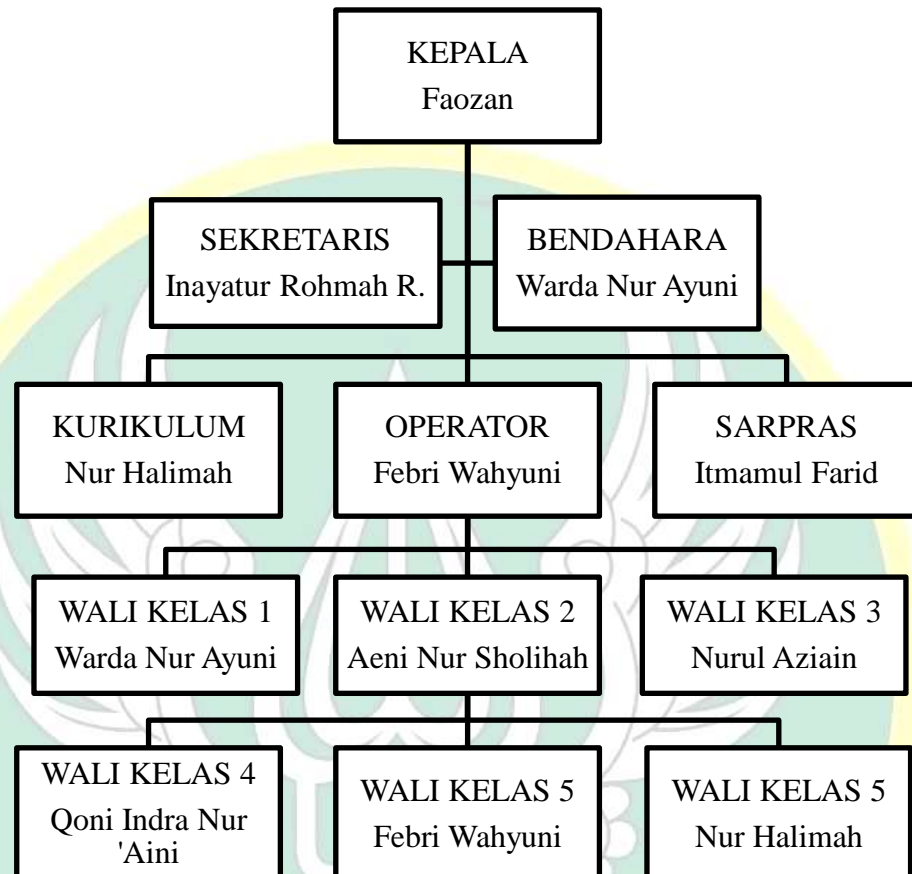 KEPALA
Faozan
SEKRETARIS
Inayatur Rohmah R.
BENDAHARA
Warda Nur Ayuni
KURIKULUM
Nur Halimah
OPERATOR
Febri Wahyuni
SARPRAS
Itmamul Farid
WALI KELAS 1
Warda Nur Ayuni
WALI KELAS 2
Aeni Nur Sholihah
WALI KELAS 3
Nurul Aziain
WALI KELAS 4
Qoni Indra Nur
'Aini
WALI KELAS 5
Febri Wahyuni
WALI KELAS 5
Nur Halimah